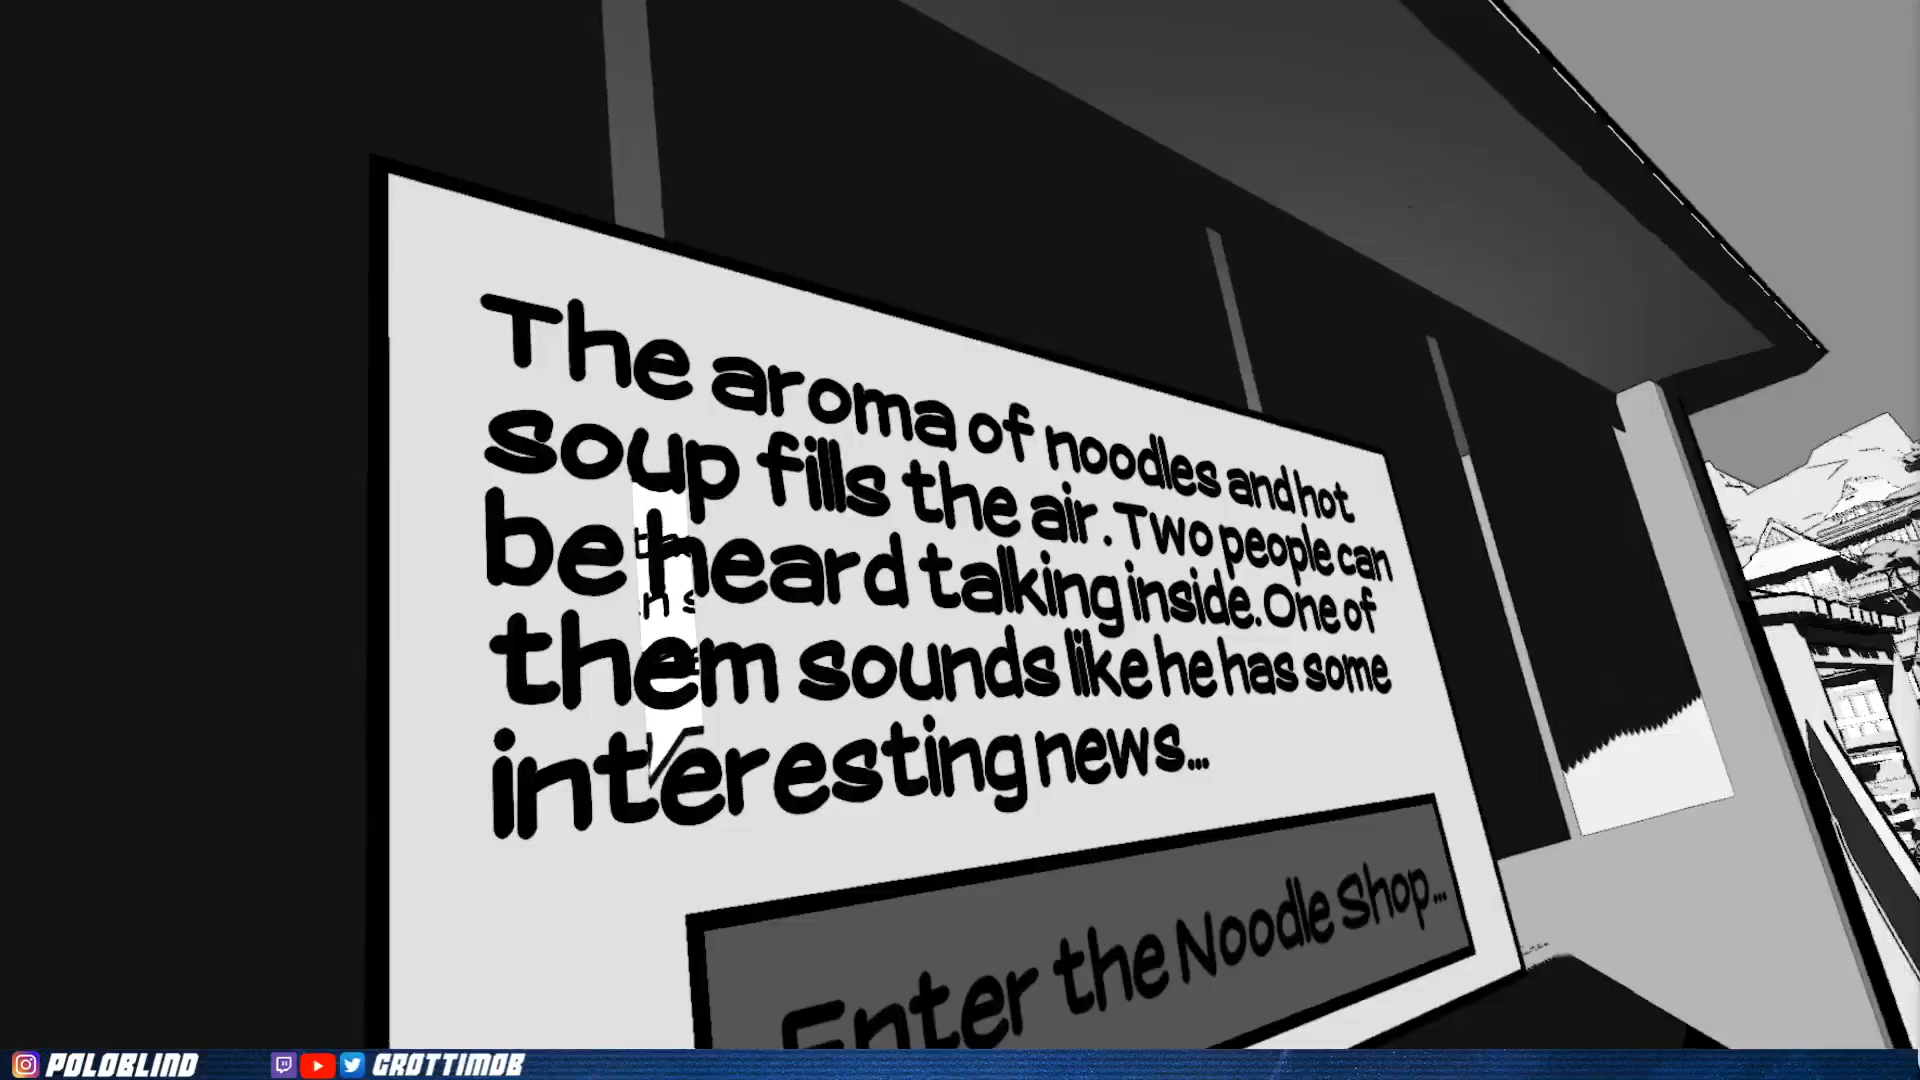 The aroma of noodles and hot
soup fills the air. Two people can
be heard talking inside. One of
them sounds like he has some
interesting news...
Enter the Noodle Shop...
POLOBLIND
GROTTIMOB